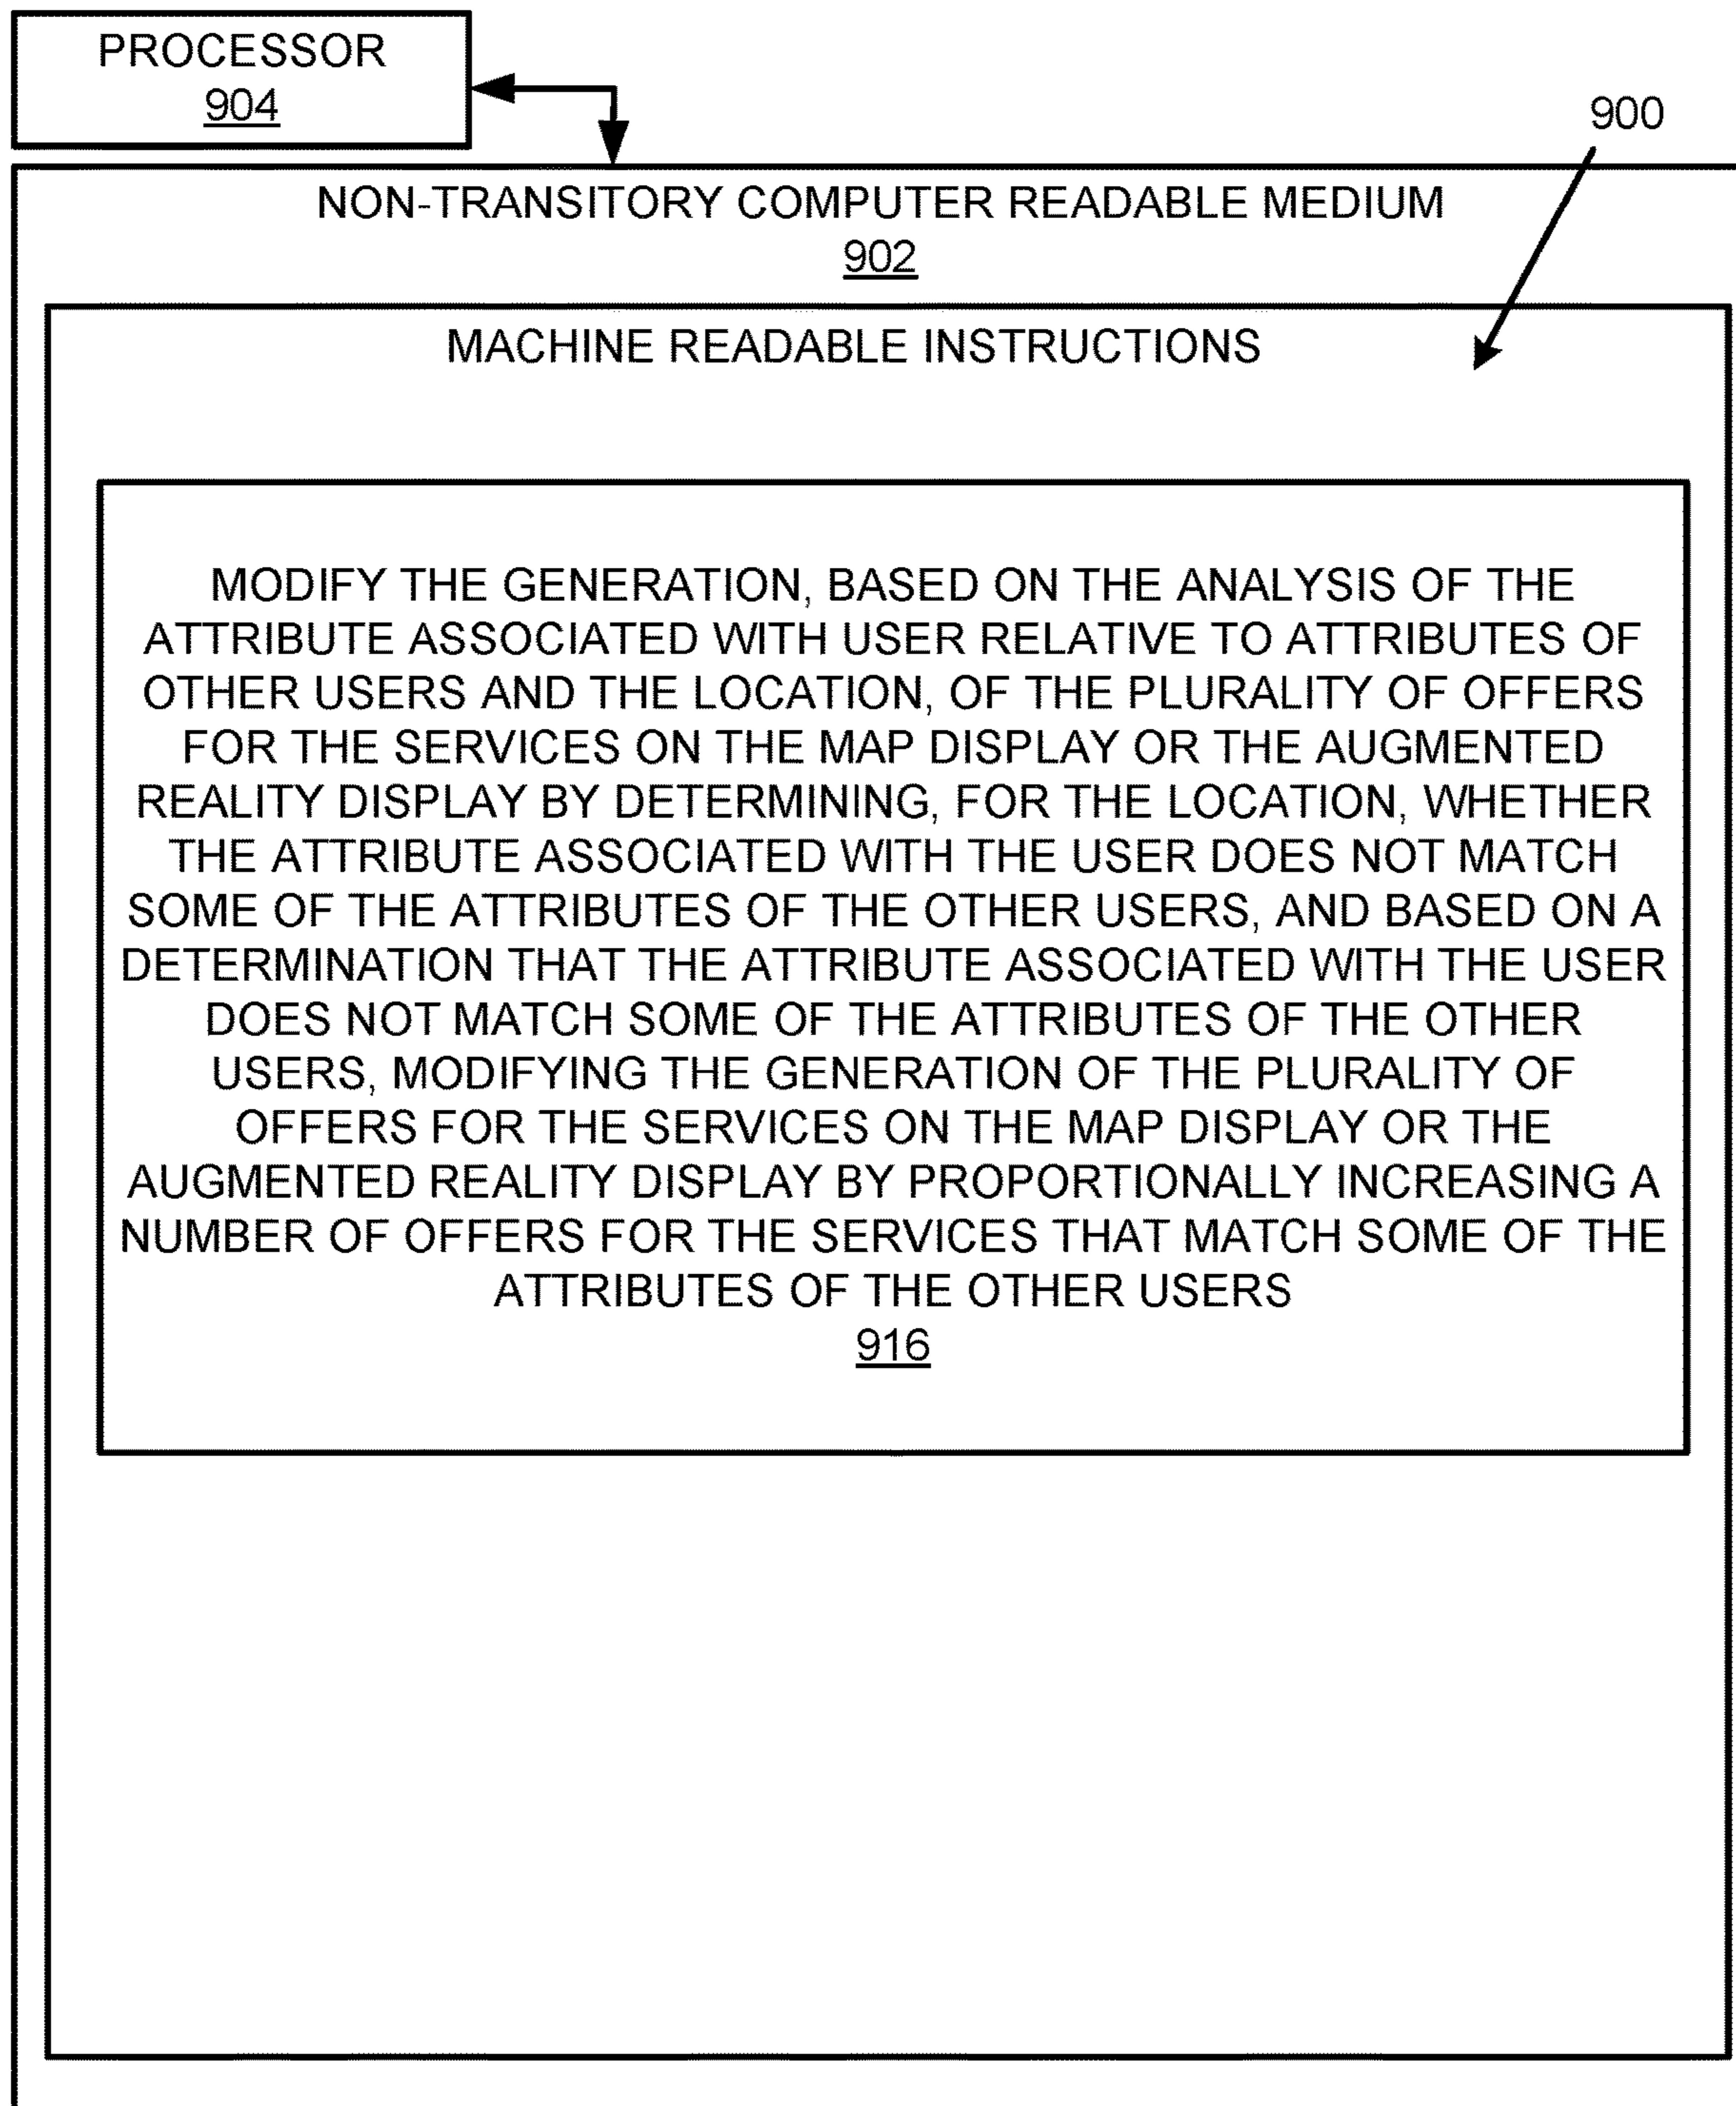 PROCESSOR
904
900
NON-TRANSITORY COMPUTER READABLE MEDIUM
902
MACHINE READABLE INSTRUCTIONS
MODIFY THE GENERATION, BASED ON THE ANALYSIS OF THE
ATTRIBUTE ASSOCIATED WITH USER RELATIVE TO ATTRIBUTES OF
OTHER USERS AND THE LOCATION, OF THE PLURALITY OF OFFERS
FOR THE SERVICES ON THE MAP DISPLAY OR THE AUGMENTED
REALITY DISPLAY BY DETERMINING, FOR THE LOCATION, WHETHER
THE ATTRIBUTE ASSOCIATED WITH THE USER DOES NOT MATCH
SOME OF THE ATTRIBUTES OF THE OTHER USERS, AND BASED ON A
DETERMINATION THAT THE ATTRIBUTE ASSOCIATED WITH THE USER
DOES NOT MATCH SOME OF THE ATTRIBUTES OF THE OTHER
USERS, MODIFYING THE GENERATION OF THE PLURALITY OF
OFFERS FOR THE SERVICES ON THE MAP DISPLAY OR THE
AUGMENTED REALITY DISPLAY BY PROPORTIONALLY INCREASING A
NUMBER OF OFFERS FOR THE SERVICES THAT MATCH SOME OF THE
ATTRIBUTES OF THE OTHER USERS
916